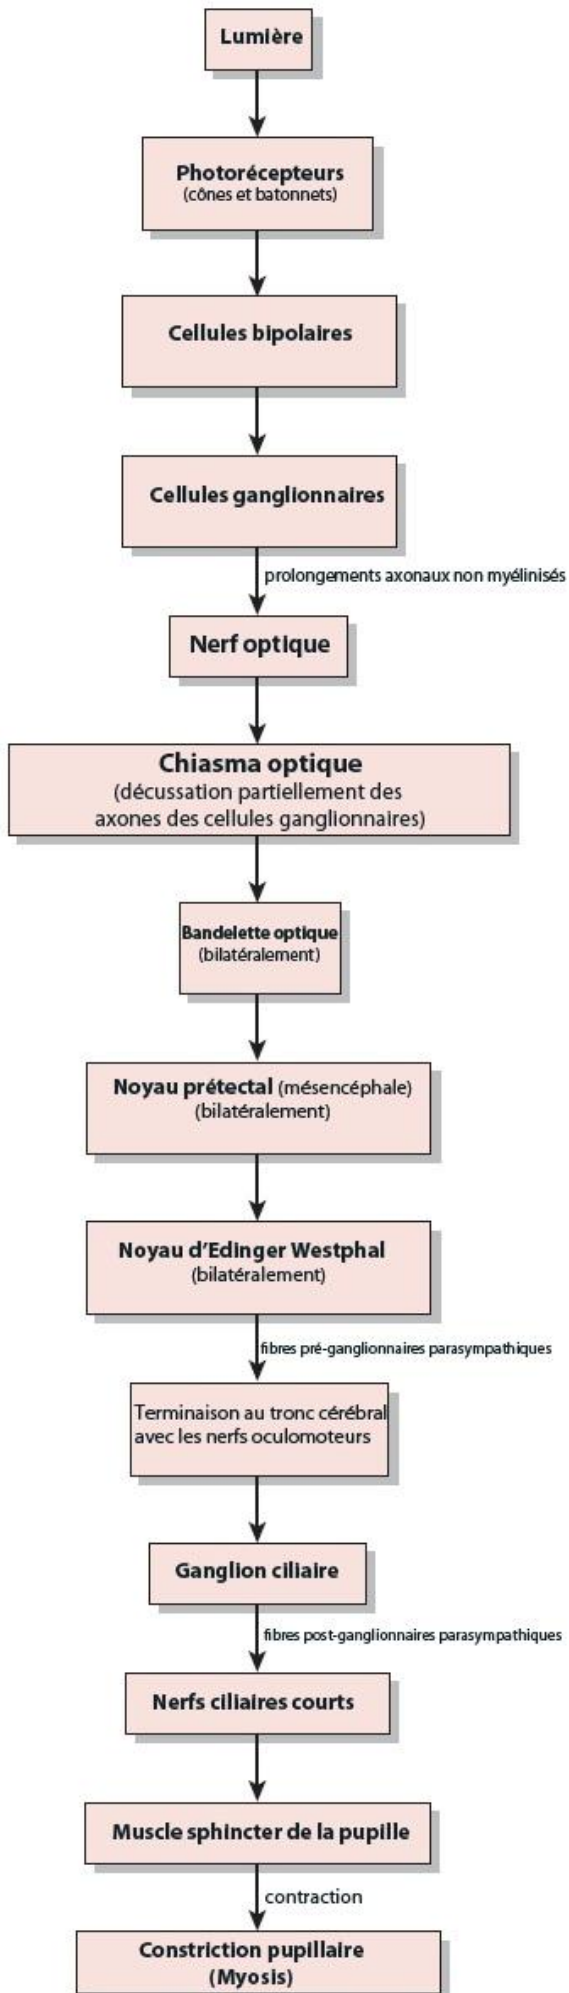 Lumière
Photorécepteurs
(cônes et batonnets)
Cellules bipolaires
Cellules ganglionnaires
prolongements axonaux non myélinisés
Nerf optique
Chiasma optique
(décussation partiellement des
axones des cellules ganglionnaires)
Bandelette optique
(bilatéralement)
Noyau prétectal (mésencéphale)
(bilatéralement)
Noyau d'Edinger Westphal
(bilatéralement)
fibres pré-ganglionnaires parasympathiques
Terminaison au tronc cérébral
avec les nerfs oculomoteurs
Ganglion ciliaire
fibres post-ganglionnaires parasympathiques
Nerfs ciliaires courts
Muscle sphincter de la pupille
contraction
Constriction pupillaire
(Myosis)